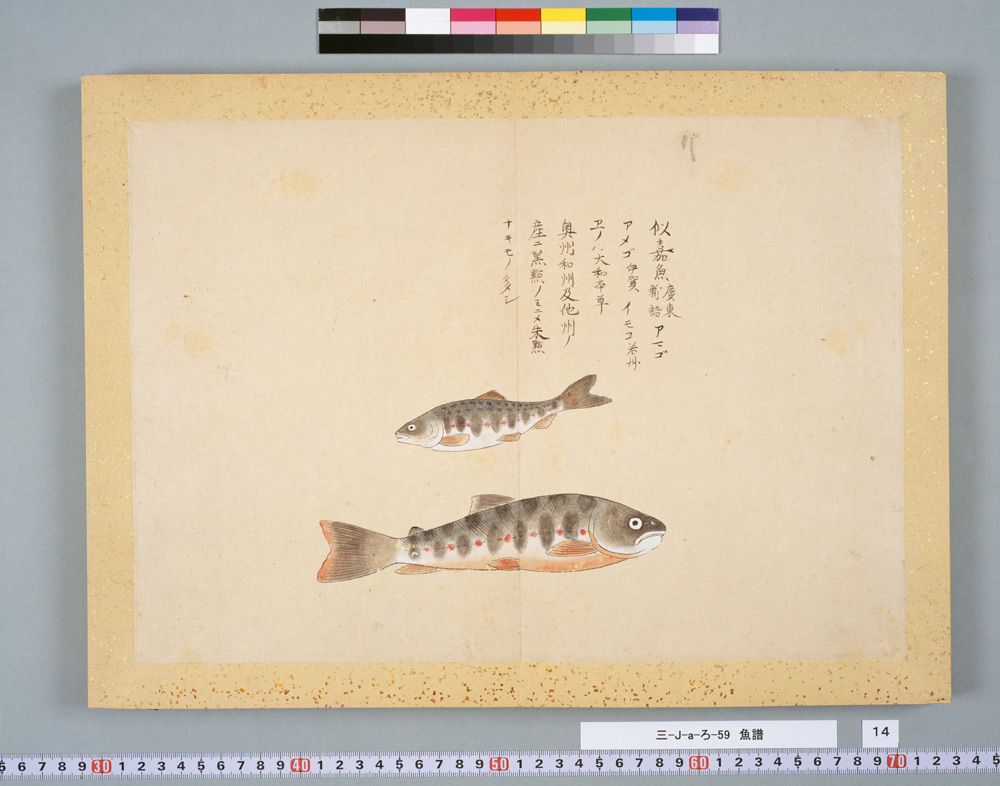 似嘉魚 廣東新語 アマゴ
アメゴ 伊賀 イモコ 若州
ヱノハ 大和本草
奥州和州及他州ノ
産ニ黒點ノミニメ朱點
ナキモノ多シ
三-J-a-ろ-59 魚譜
14
5 6 7 8 9 30 1 2 3 4 5 6 7 8 9 40 1 2 3 4 5 6 7 8 9 50 1 2 3 4 5 6 7 8 9 60 1 2 3 4 5 6 7 8 9 70 1 2 3 4 5